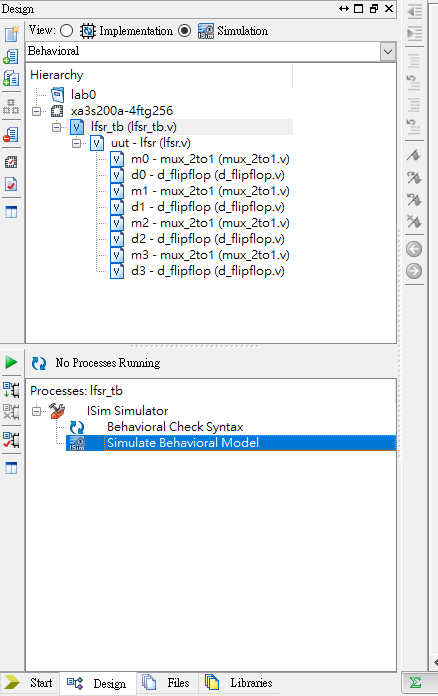 Design
View: Implementation Simulation
Behavioral
Hierarchy
lab0
xa3s200a-4ftg256
lfsr_tb (lfsr_tb.v)
uut - lfsr (lfsr.v)
m0 - mux_2to1 (mux_2to1.v)
d0 - d_flipflop (d_flipflop.v)
m1 - mux_2to1 (mux_2to1.v)
d1 - d_flipflop (d_flipflop.v)
m2 - mux_2to1 (mux_2to1.v)
d2 - d_flipflop (d_flipflop.v)
m3 - mux_2to1 (mux_2to1.v)
d3 - d_flipflop (d_flipflop.v)
No Processes Running
Processes: lfsr_tb
ISim Simulator
Behavioral Check Syntax
Simulate Behavioral Model
Start Design Files Libraries